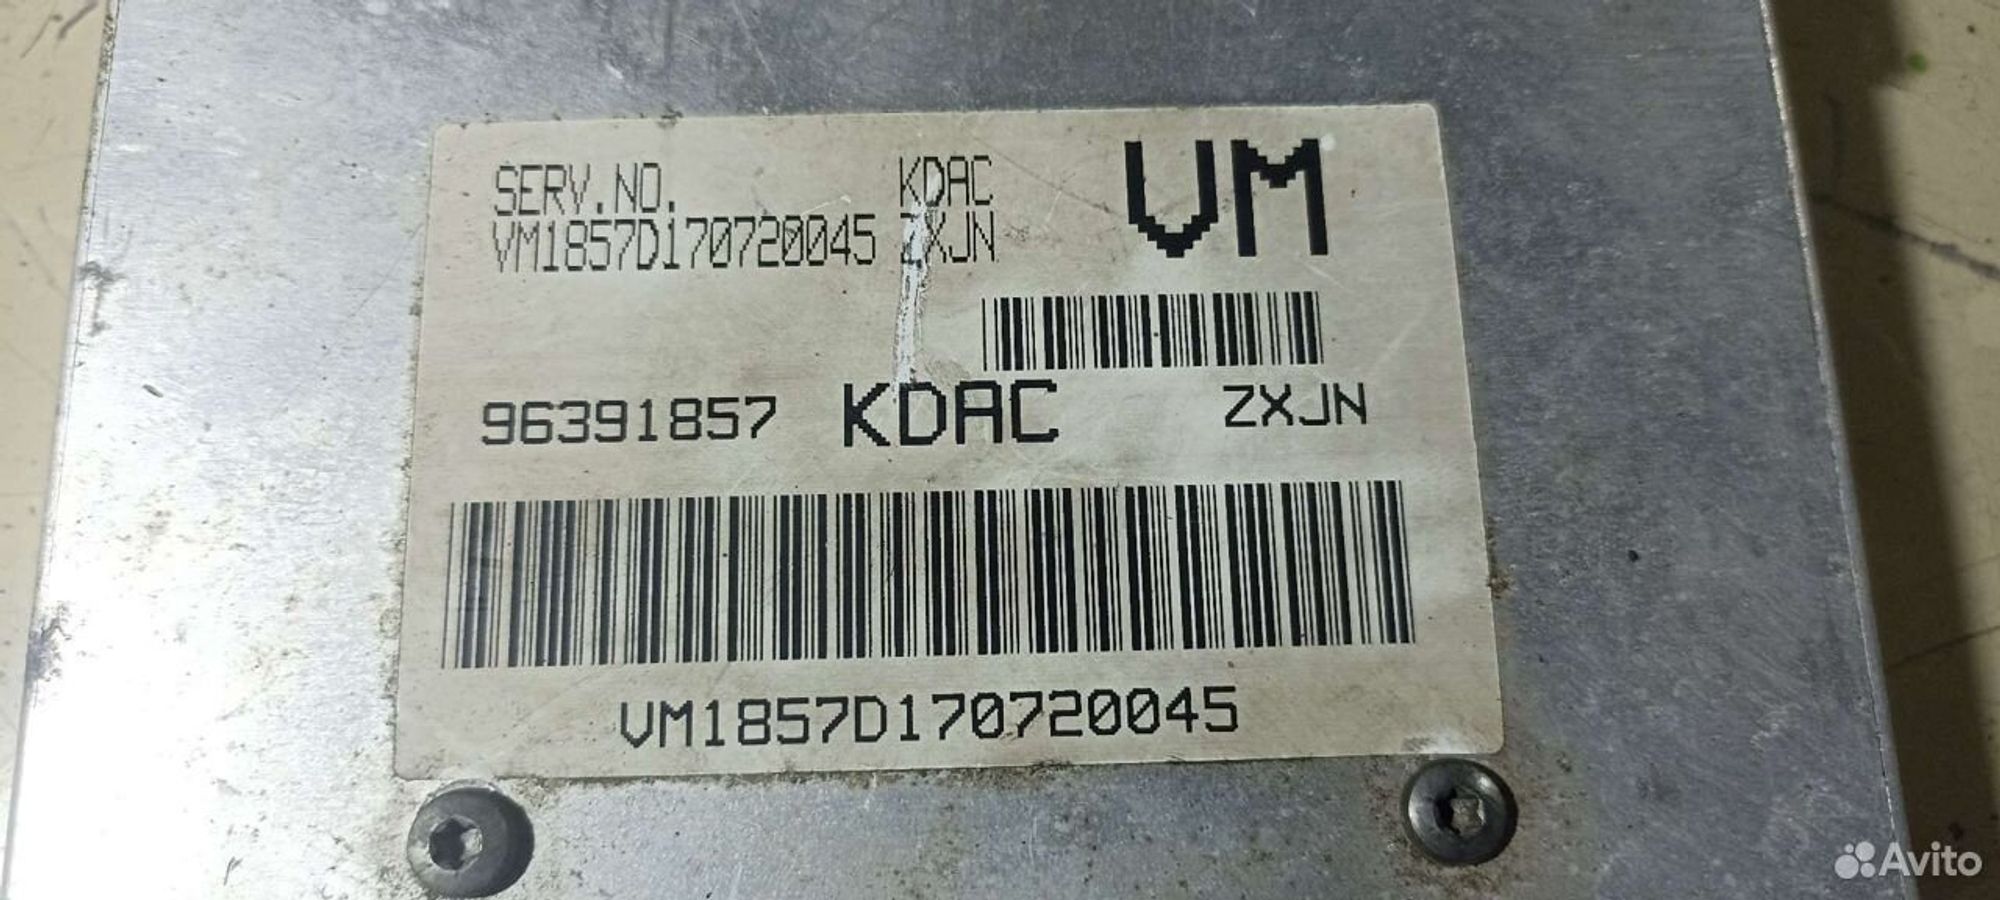 SERV.NO. KDAC VM
VM1857D170720045 ZXJN
96391857 KDAC ZXJN
VM1857D170720045
Avito